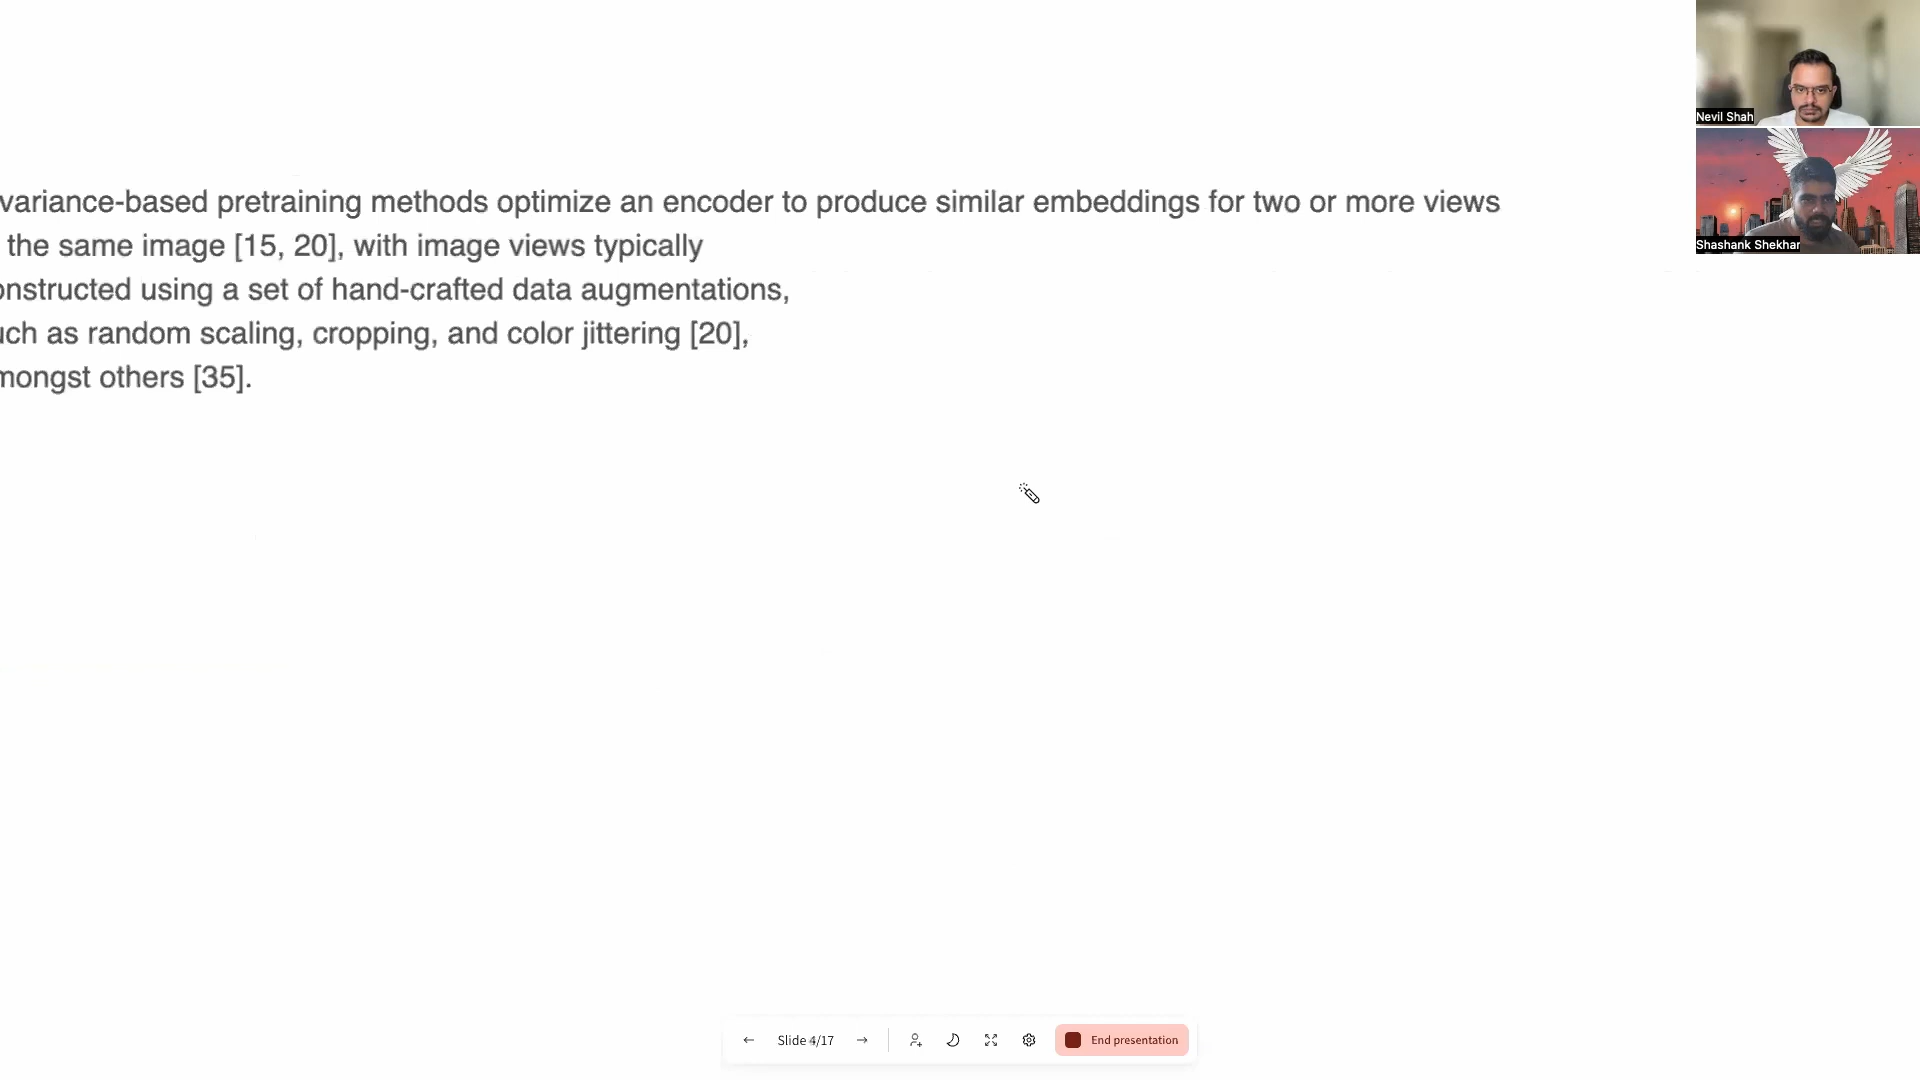 variance-based pretraining methods optimize an encoder to produce similar embeddings for two or more views
the same image [15, 20], with image views typically
onstructed using a set of hand-crafted data augmentations,
uch as random scaling, cropping, and color jittering [20],
mongst others [35].
Nevil Shah
Shashank Shekhar
Slide 4/17
End presentation